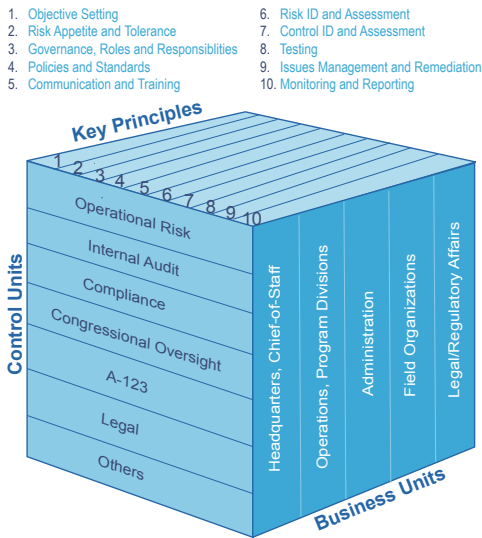 1. Objective Setting
2. Risk Appetite and Tolerance
3. Governance, Roles and Responsiblities
4. Policies and Standards
5. Communication and Training
6. Risk ID and Assessment
7. Control ID and Assessment
8. Testing
9. Issues Management and Remediation
10. Monitoring and Reporting
Key Principles
1 2 3 4 5 6 7 8 9 10
Control Units
Operational Risk
Internal Audit
Compliance
Congressional Oversight
A-123
Legal
Others
Headquarters, Chief-of-Staff
Operations, Program Divisions
Administration
Field Organizations
Legal/Regulatory Affairs
Business Units